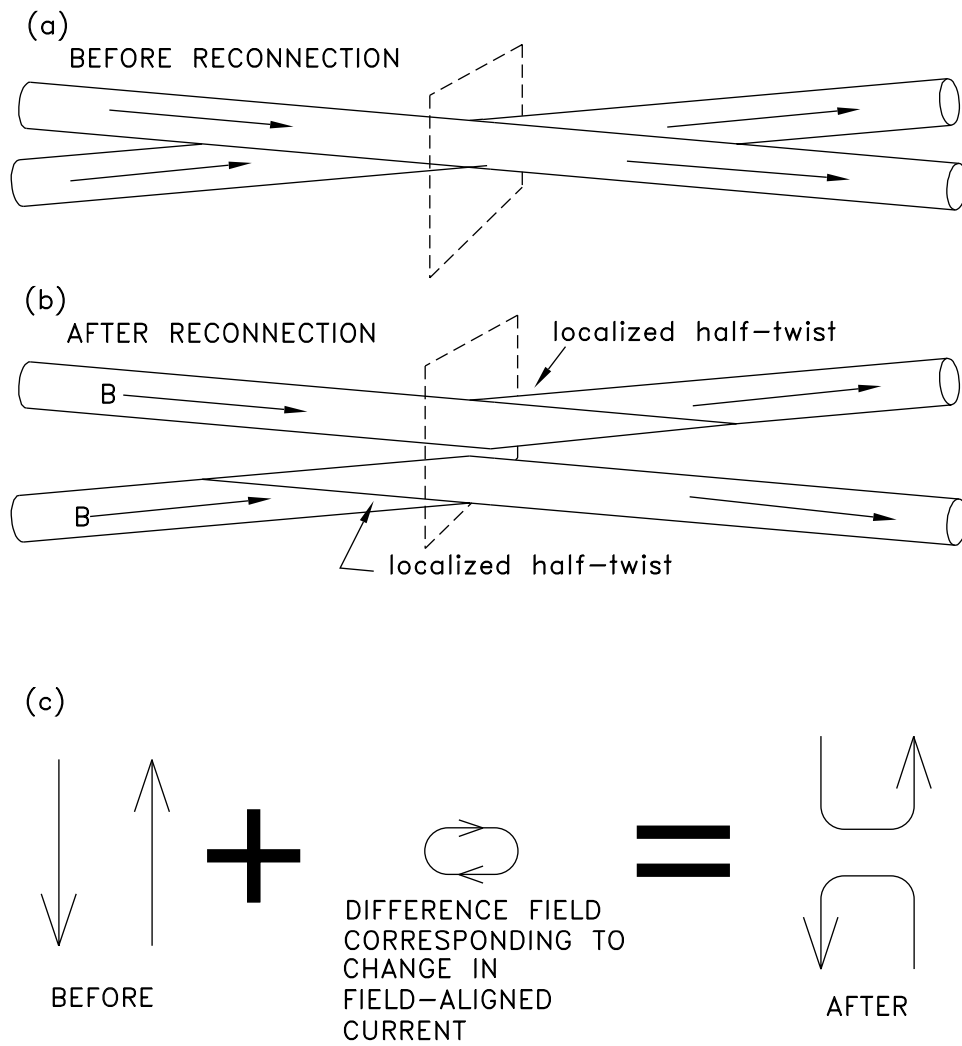 (a)
BEFORE RECONNECTION
(b)
AFTER RECONNECTION
localized half-twist
B
B
localized half-twist
(c)
DIFFERENCE FIELD
CORRESPONDING TO
CHANGE IN
FIELD-ALIGNED
CURRENT
BEFORE
AFTER